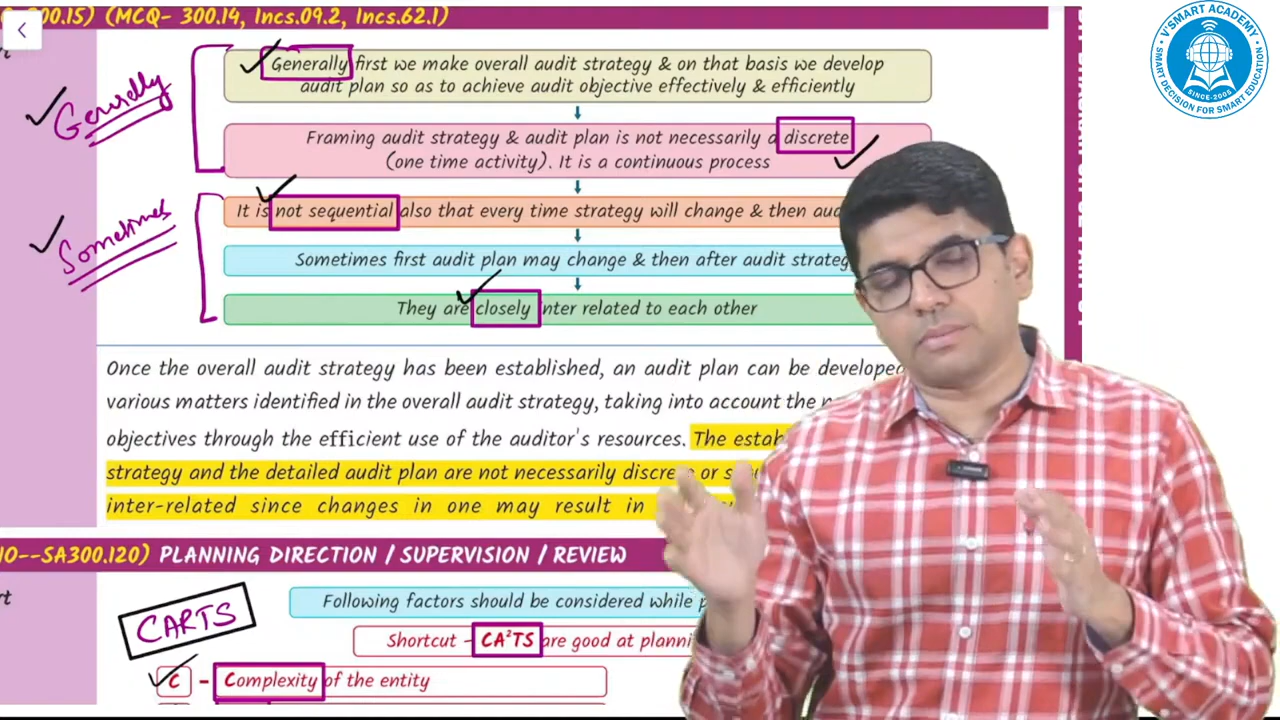 00.15) (MCQ- 300.14, Incs.09.2, Incs.62.1)
Generally first we make overall audit strategy & on that basis we develop
audit plan so as to achieve audit objective effectively & efficiently
Generally
Framing audit strategy & audit plan is not necessarily a discrete
(one time activity). It is a continuous process
It is not sequential also that every time strategy will change & then
Sometimes
Sometimes first audit plan may change & then after audit
They are closely inter related to each other
Once the overall audit strategy has been established, an audit plan can be
various matters identified in the overall audit strategy, taking into account the
objectives through the efficient use of the auditor's resources. The
strategy and the detailed audit plan are not necessarily discrete or
inter-related since changes in one may result in
SA300.120) PLANNING DIRECTION / SUPERVISION / REVIEW
CARTS
Following factors should be considered while
Shortcut - CA²TS are good at
C - Complexity of the entity
V'SMART ACADEMY
SMART DECISION FOR SMART EDUCATION
SINCE-2005